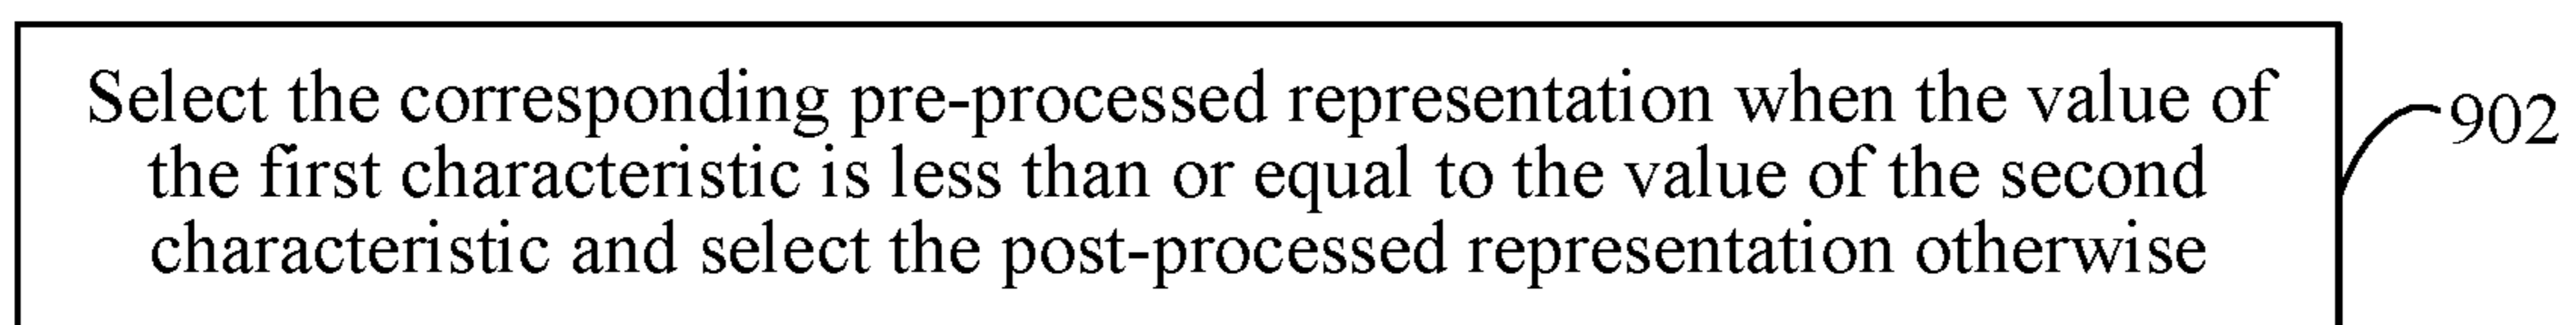 Select the corresponding pre-processed representation when the value of
the first characteristic is less than or equal to the value of the second
characteristic and select the post-processed representation otherwise
902